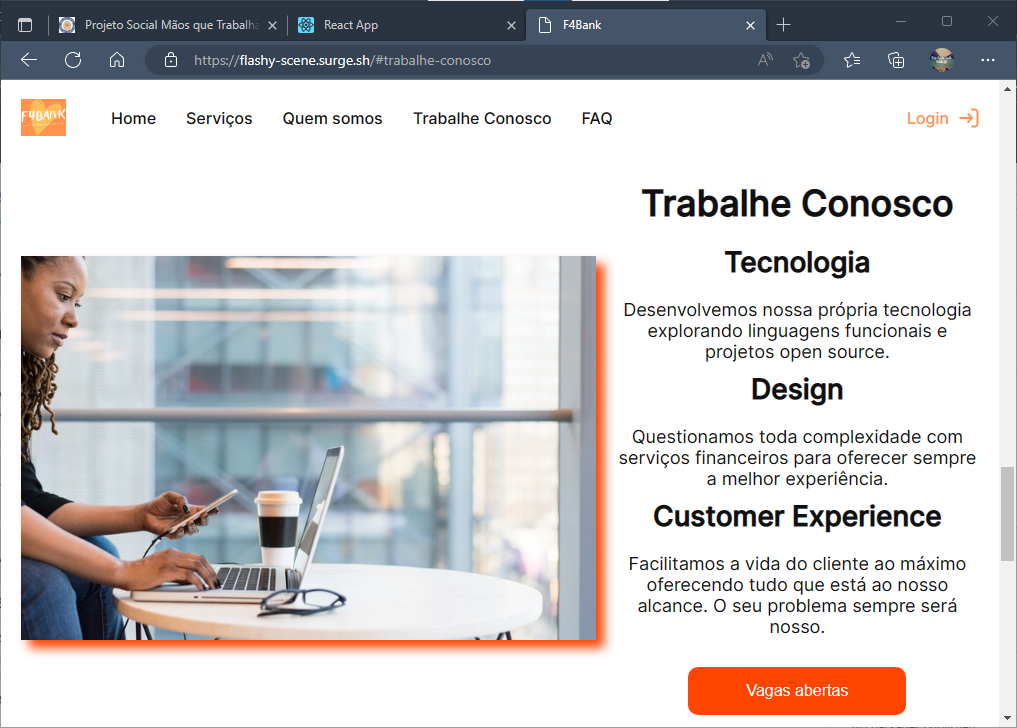 Projeto Social Mãos que Trabalha
React App
F4Bank
https://flashy-scene.surge.sh/#trabalhe-conosco
F4BANK
Home
Serviços
Quem somos
Trabalhe Conosco
FAQ
Login
Trabalhe Conosco
Tecnologia
Desenvolvemos nossa própria tecnologia
explorando linguagens funcionais e
projetos open source.
Design
Questionamos toda complexidade com
serviços financeiros para oferecer sempre
a melhor experiência.
Customer Experience
Facilitamos a vida do cliente ao máximo
oferecendo tudo que está ao nosso
alcance. O seu problema sempre será
nosso.
Vagas abertas